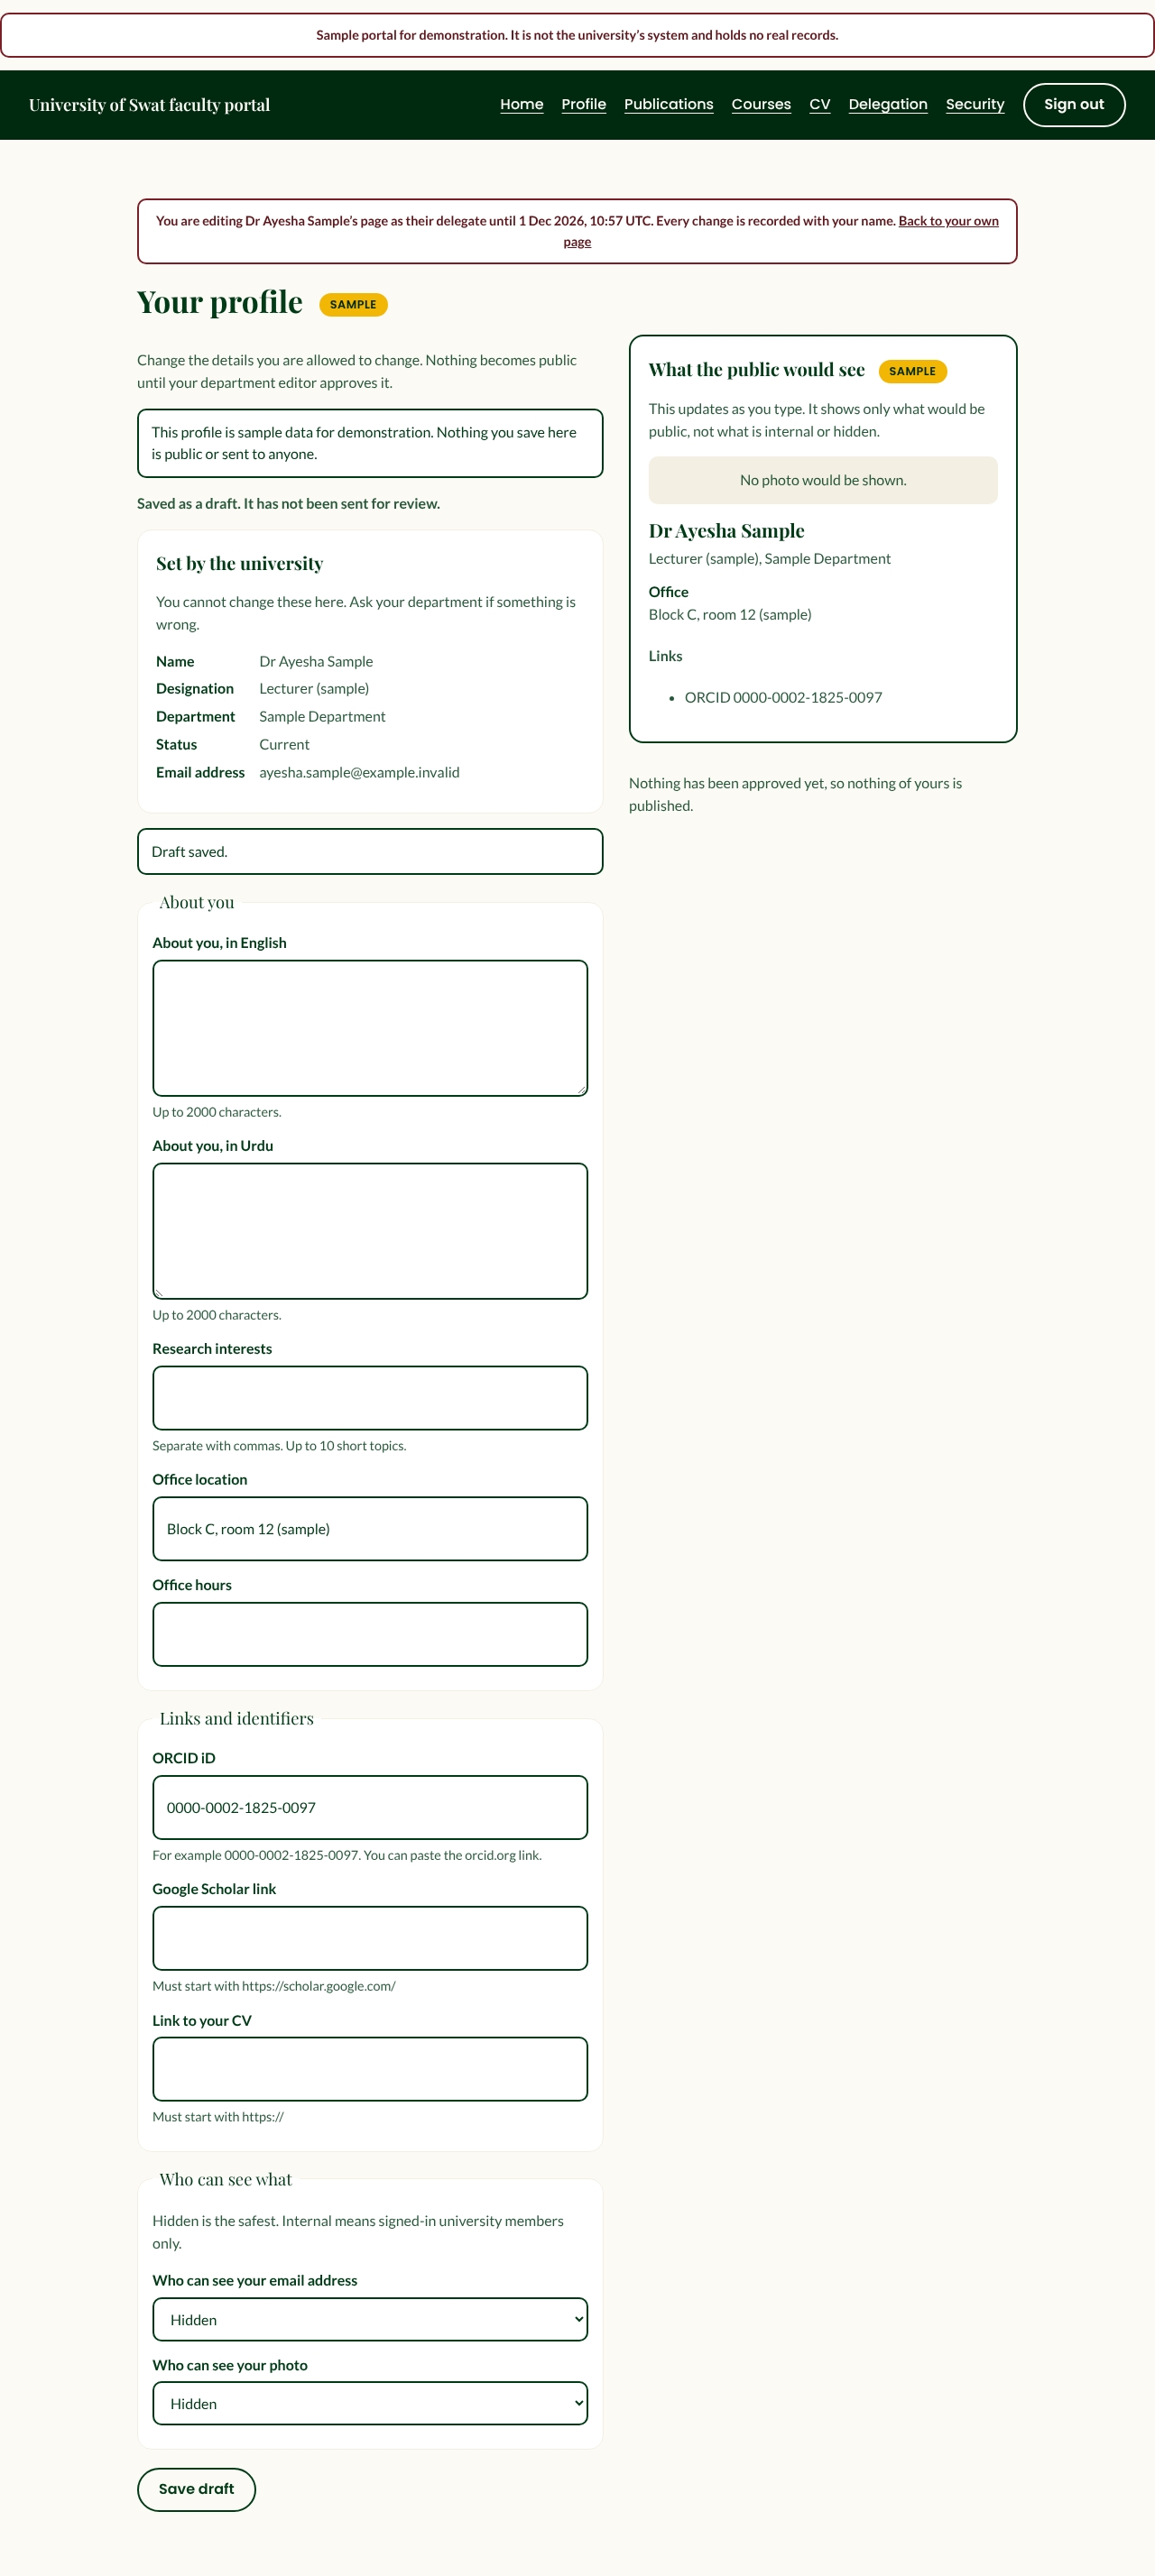 Sample portal for demonstration. It is not the university's system and holds no real records.
University of Swat faculty portal
Home Profile Publications Courses CV Delegation Security Sign out
You are editing Dr Ayesha Sample's page as their delegate until 1 Dec 2026, 10:57 UTC. Every change is recorded with your name. Back to your own
page
Your profile SAMPLE
Change the details you are allowed to change. Nothing becomes public
until your department editor approves it.
This profile is sample data for demonstration. Nothing you save here
is public or sent to anyone.
Saved as a draft. It has not been sent for review.
Set by the university
You cannot change these here. Ask your department if something is
wrong.
Name Dr Ayesha Sample
Designation Lecturer (sample)
Department Sample Department
Status Current
Email address ayesha.sample@example.invalid
Draft saved.
About you
About you, in English
Up to 2000 characters.
About you, in Urdu
Up to 2000 characters.
Research interests
Separate with commas. Up to 10 short topics.
Office location
Block C, room 12 (sample)
Office hours
Links and identifiers
ORCID iD
0000-0002-1825-0097
For example 0000-0002-1825-0097. You can paste the orcid.org link.
Google Scholar link
Must start with https://scholar.google.com/
Link to your CV
Must start with https://
Who can see what
Hidden is the safest. Internal means signed-in university members
only.
Who can see your email address
Hidden
Who can see your photo
Hidden
Save draft
What the public would see SAMPLE
This updates as you type. It shows only what would be
public, not what is internal or hidden.
No photo would be shown.
Dr Ayesha Sample
Lecturer (sample), Sample Department
Office
Block C, room 12 (sample)
Links
• ORCID 0000-0002-1825-0097
Nothing has been approved yet, so nothing of yours is
published.